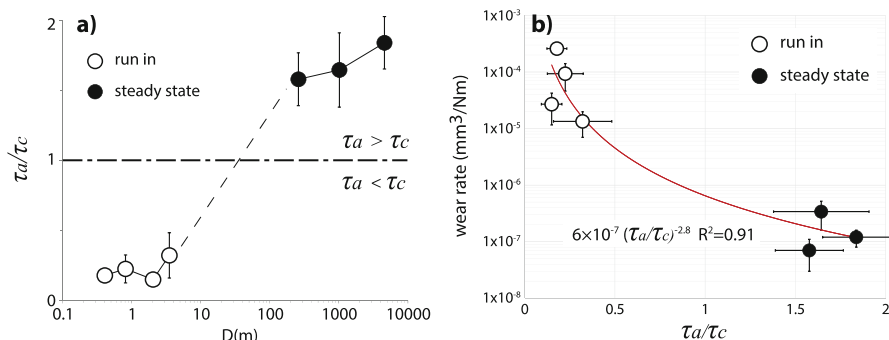 a)
run in
steady state
τa > τc
τa < τc
τa/τc
2
1
0
0.1
1
10
100
1000
10000
D(m)
b)
run in
steady state
6×10-7 (τa/τc)-2.8 R2=0.91
wear rate (mm3/Nm)
1x10-3
1x10-4
1x10-5
1x10-6
1x10-7
1x10-8
0
0.5
1
1.5
2
τa/τc